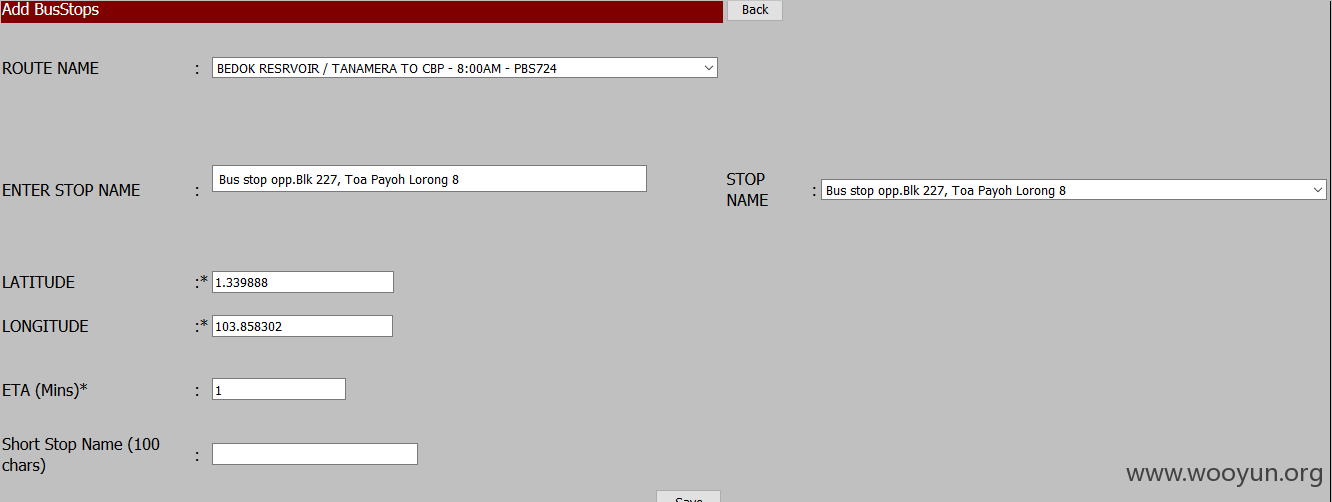 Add BusStops Back
ROUTE NAME : BEDOK RESRVOIR / TANAMERA TO CBP - 8:00AM - PBS724
ENTER STOP NAME : Bus stop opp.Blk 227, Toa Payoh Lorong 8
STOP NAME : Bus stop opp.Blk 227, Toa Payoh Lorong 8
LATITUDE :* 1.339888
LONGITUDE :* 103.858302
ETA (Mins)* : 1
Short Stop Name (100
chars) :
www.wooyun.org
Save